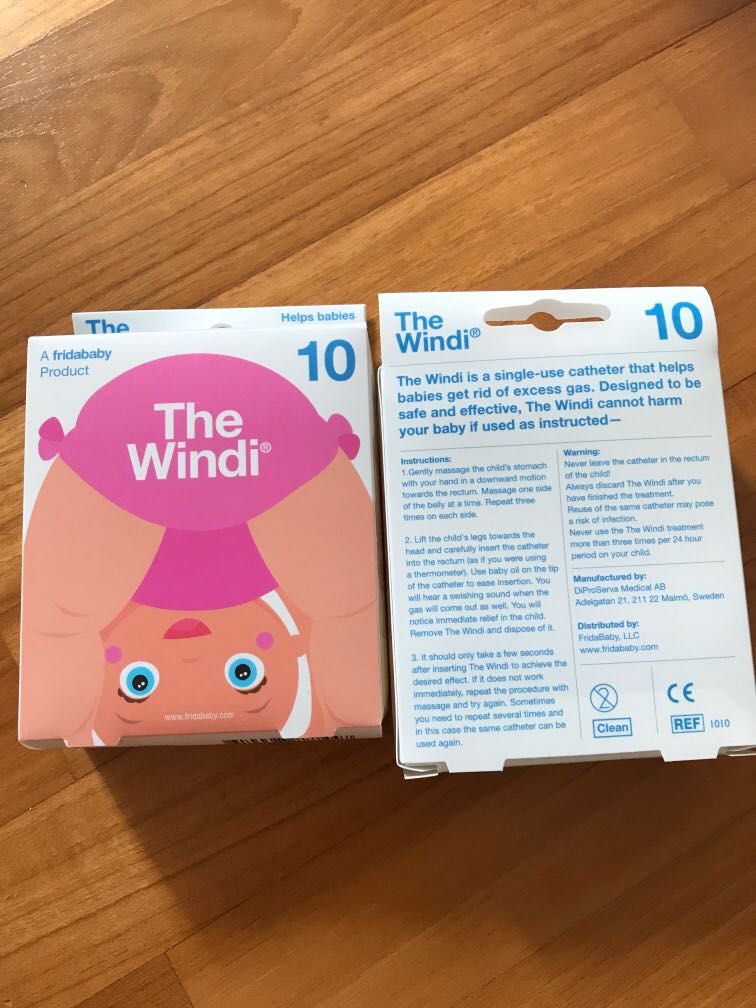 The
Helps babies
A fridababy
Product
10
The
Windi®
www.fridababy.com
The
Windi®
10
The Windi is a single-use catheter that helps
babies get rid of excess gas. Designed to be
safe and effective, The Windi cannot harm
your baby if used as instructed—
Instructions:
1.Gently massage the child's stomach
with your hand in a downward motion
towards the rectum. Massage one side
of the belly at a time. Repeat three
times on each side.
2. Lift the child's legs towards the
head and carefully insert the catheter
into the rectum (as if you were using
a thermometer). Use baby oil on the tip
of the catheter to ease insertion. You
will hear a swishing sound when the
gas will come out as well. You will
notice immediate relief in the child.
Remove The Windi and dispose of it.
3. It should only take a few seconds
after inserting The Windi to achieve the
desired effect. If it does not work
immediately, repeat the procedure with
massage and try again. Sometimes
you need to repeat several times and
in this case the same catheter can be
used again.
Warning:
Never leave the catheter in the rectum
of the child!
Always discard The Windi after you
have finished the treatment.
Reuse of the same catheter may pose
a risk of infection.
Never use the The Windi treatment
more than three times per 24 hour
period on your child.
Manufactured by:
DiProServa Medical AB
Adelgatan 21, 211 22 Malmö, Sweden
Distributed by:
FridaBaby, LLC
www.fridababy.com
2
CE
Clean
REF 1010